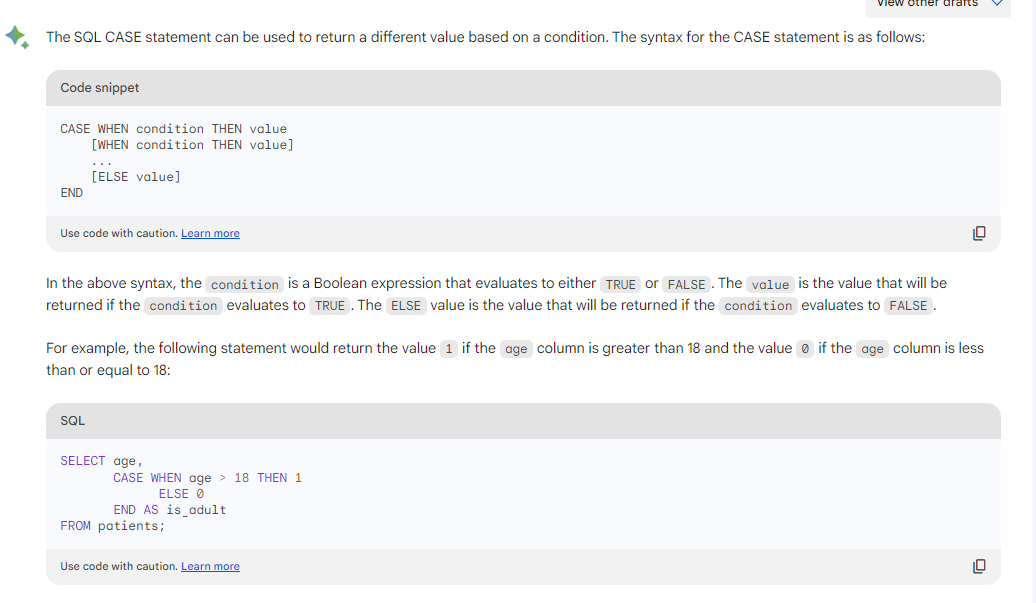 View other drafts
The SQL CASE statement can be used to return a different value based on a condition. The syntax for the CASE statement is as follows:
Code snippet
CASE WHEN condition THEN value
    [WHEN condition THEN value]
    ...
    [ELSE value]
END
Use code with caution. Learn more
In the above syntax, the condition is a Boolean expression that evaluates to either TRUE or FALSE. The value is the value that will be
returned if the condition evaluates to TRUE. The ELSE value is the value that will be returned if the condition evaluates to FALSE.
For example, the following statement would return the value 1 if the age column is greater than 18 and the value 0 if the age column is less
than or equal to 18:
SQL
SELECT age,
       CASE WHEN age > 18 THEN 1
             ELSE 0
       END AS is_adult
FROM patients;
Use code with caution. Learn more